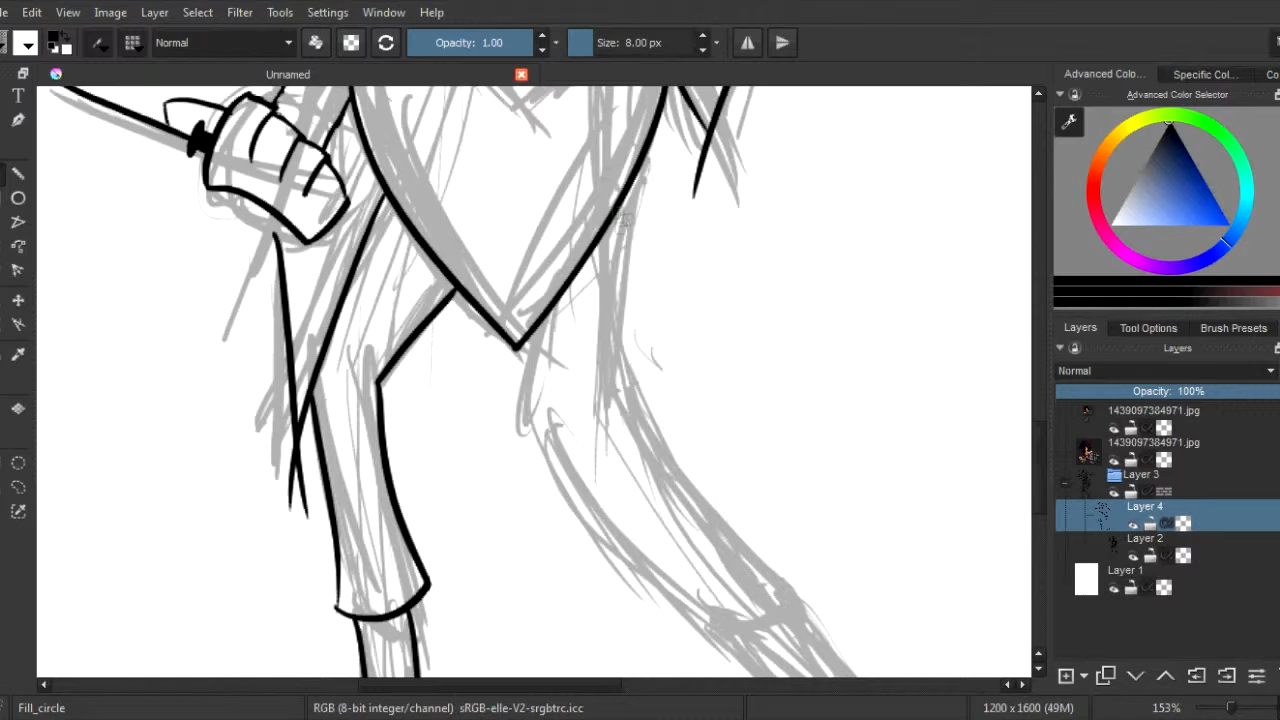 Edit View Image Layer Select Filter Tools Settings Window Help
Normal Opacity: 1.00 Size: 8.00 px
Unnamed
Advanced Colo... Specific Col... Co
Advanced Color Selector
Layers Tool Options Brush Presets
Layers
Normal
Opacity: 100%
1439097384971.jpg
1439097384971.jpg
Layer 3
Layer 4
Layer 2
Layer 1
Fill_circle RGB (8-bit integer/channel) sRGB-elle-V2-srgbtrc.icc 1200 x 1600 (49M) 153%